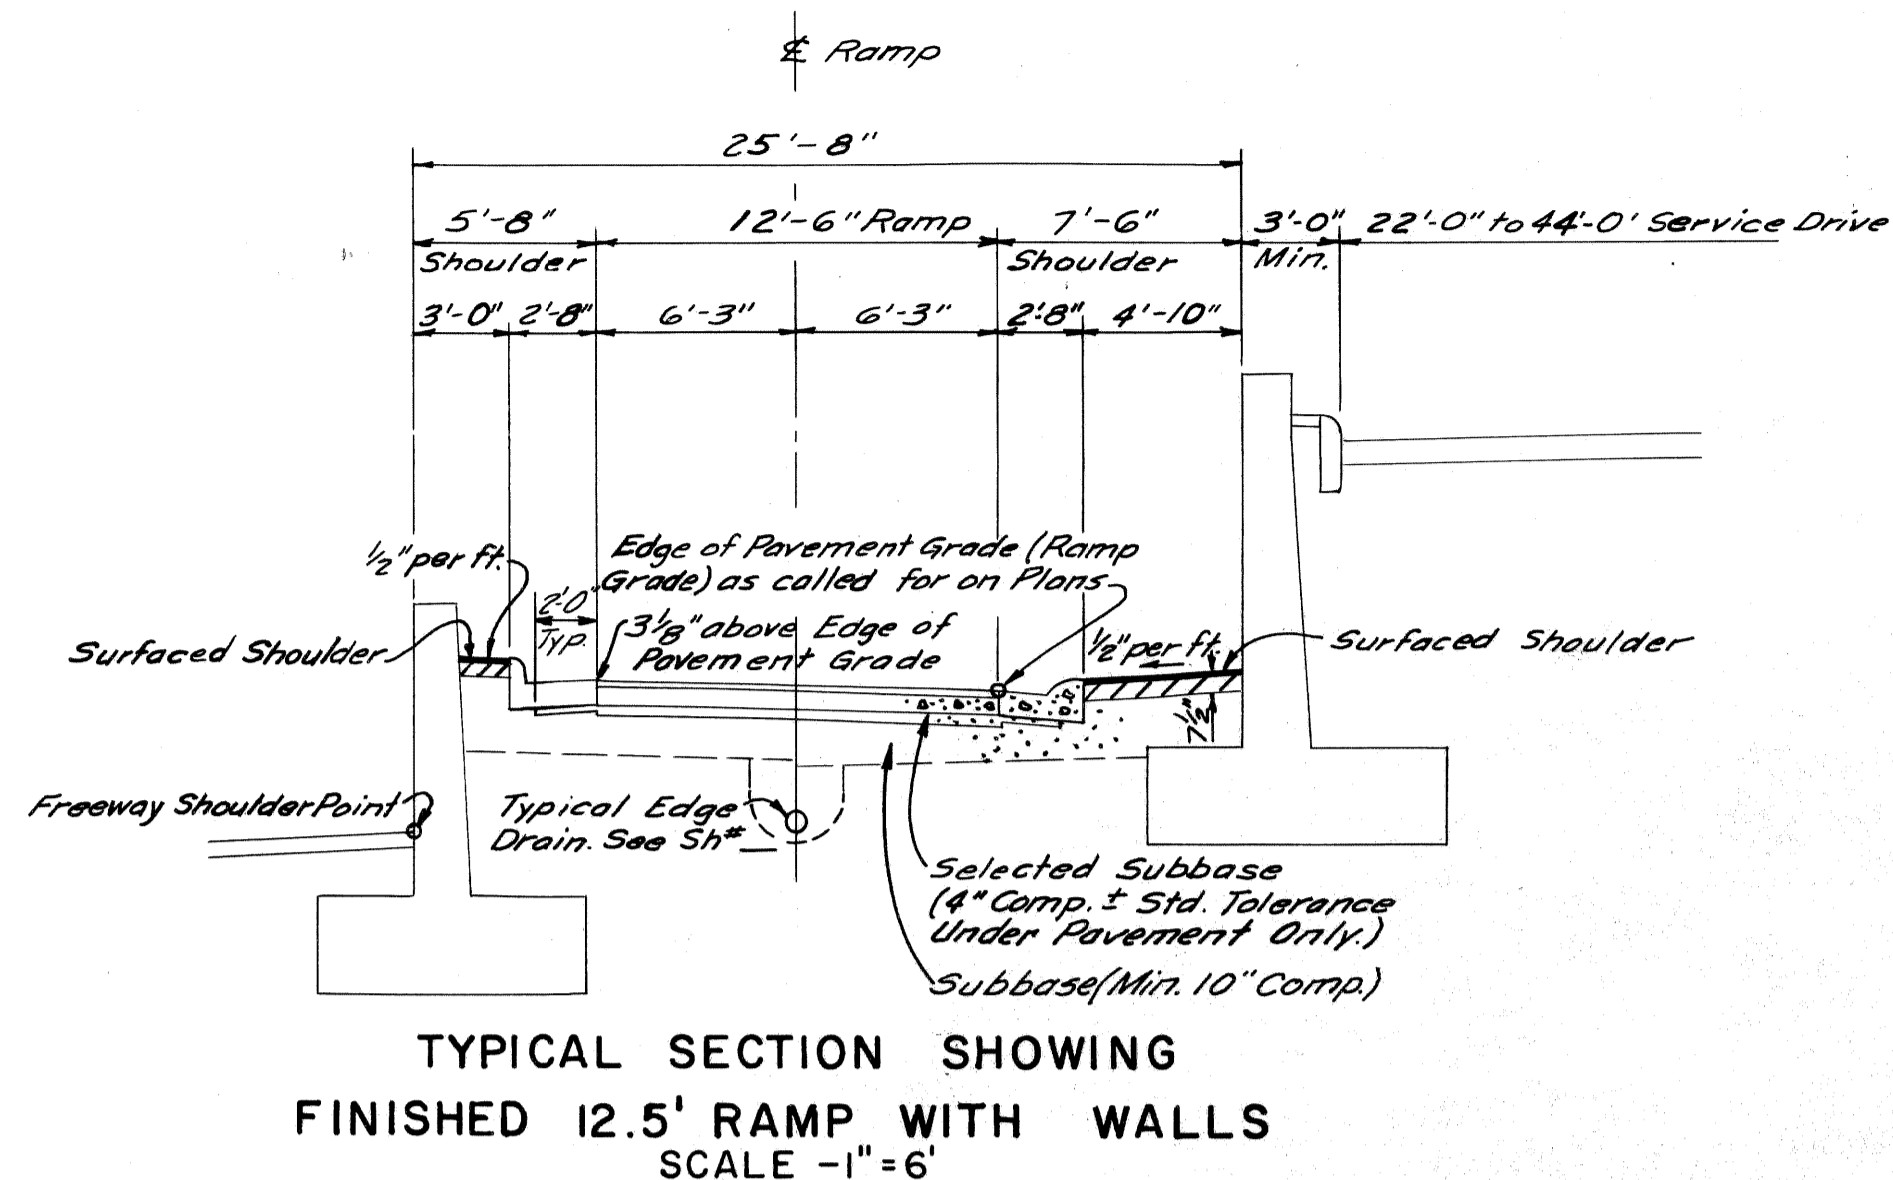 ℄ Ramp
25'-8"
5'-8" 12'-6" Ramp 7'-6" 3'-0" 22'-0" to 44'-0' Service Drive
Shoulder Shoulder Min.
3'-0" 2'-8" 6'-3" 6'-3" 2'-8" 4'-10"
½" per ft.
Edge of Pavement Grade (Ramp
Grade) as called for on Plans
2'-0"
Typ.
3⅛" above Edge of
Pavement Grade
Surfaced Shoulder
½" per ft.
Surfaced Shoulder
7½"
Freeway Shoulder Point
Typical Edge
Drain. See Sh# __
Selected Subbase
(4" Comp. ± Std. Tolerance
Under Pavement Only.)
Subbase (Min. 10" Comp.)
TYPICAL SECTION SHOWING
FINISHED 12.5' RAMP WITH WALLS
SCALE -1"=6'